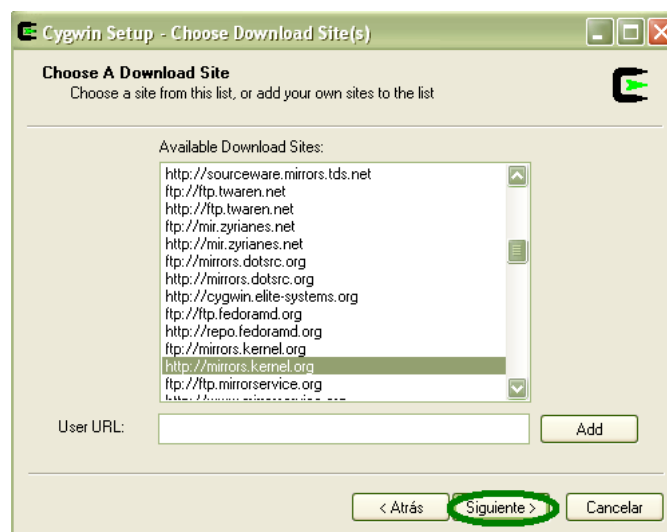 Cygwin Setup - Choose Download Site(s)
Choose A Download Site
Choose a site from this list, or add your own sites to the list
Available Download Sites:
http://sourceware.mirrors.tds.net
ftp://ftp.twaren.net
http://ftp.twaren.net
ftp://mir.zyrianes.net
http://mir.zyrianes.net
ftp://mirrors.dotsrc.org
http://mirrors.dotsrc.org
http://cygwin.elite-systems.org
ftp://ftp.fedoramd.org
http://repo.fedoramd.org
ftp://mirrors.kernel.org
http://mirrors.kernel.org
ftp://ftp.mirrorservice.org
User URL:
Add
< Atrás
Siguiente >
Cancelar